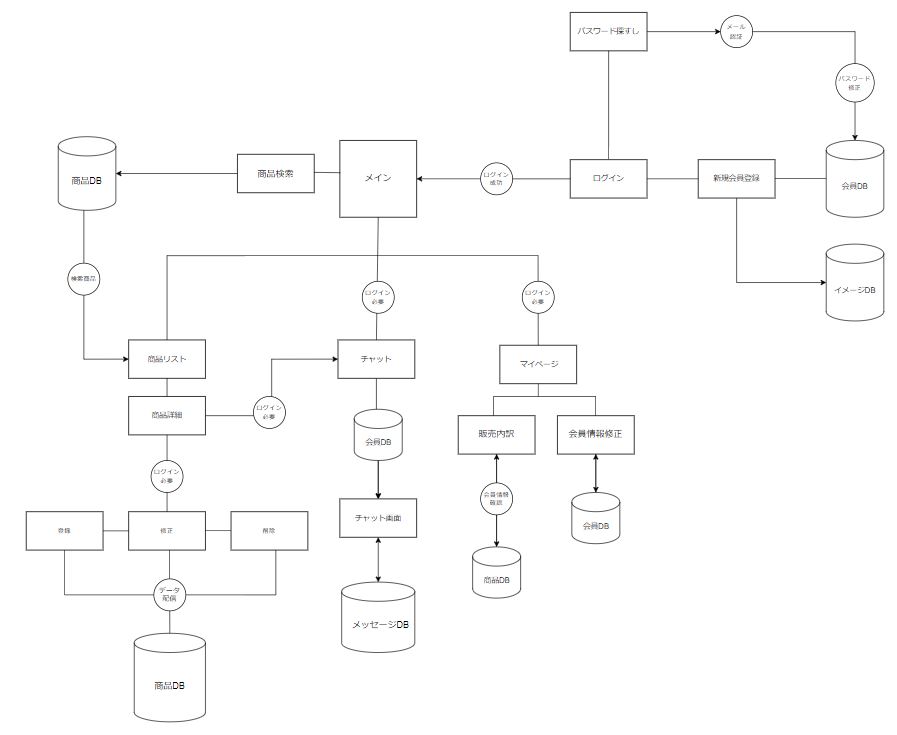 パスワード探すし
メール
認証
パスワード
修正
商品DB
商品検索
メイン
ログイン
成功
ログイン
新規会員登録
会員DB
検索商品
ログイン
必要
ログイン
必要
イメージDB
商品リスト
チャット
マイページ
商品詳細
ログイン
必要
会員DB
販売内訳
会員情報修正
ログイン
必要
会員情報
確認
チャット画面
会員DB
登録
修正
削除
商品DB
データ
配信
メッセージDB
商品DB